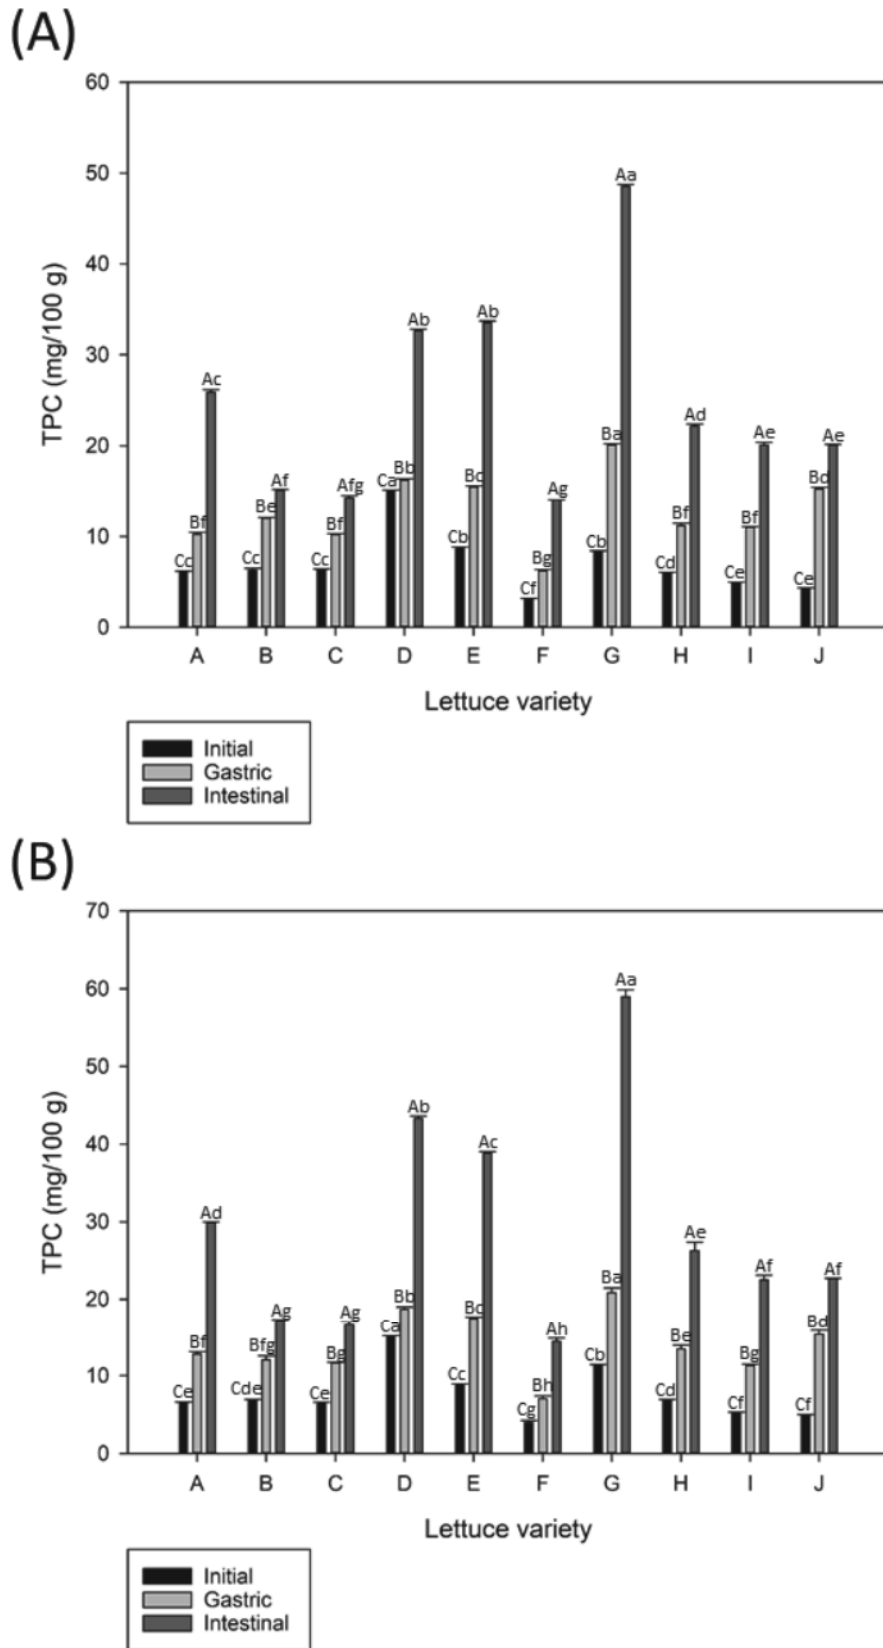 (A)
60
50
40
30
20
10
0
TPC (mg/100 g)
Cc Bf Ac
Cc Be Af
Cc Bf Afg
Ca Bb Ab
Cb Bc Ab
Cf Bg Ag
Cb Ba Aa
Cd Bf Ad
Ce Bf Ae
Ce Bd Ae
A B C D E F G H I J
Lettuce variety
Initial
Gastric
Intestinal
(B)
70
60
50
40
30
20
10
0
TPC (mg/100 g)
Ce Bf Ad
Cde Bfg Ag
Ce Bg Ag
Ca Bb Ab
Cc Bc Ac
Cg Bh Ah
Cb Ba Aa
Cd Be Ae
Cf Bg Af
Cf Bd Af
A B C D E F G H I J
Lettuce variety
Initial
Gastric
Intestinal